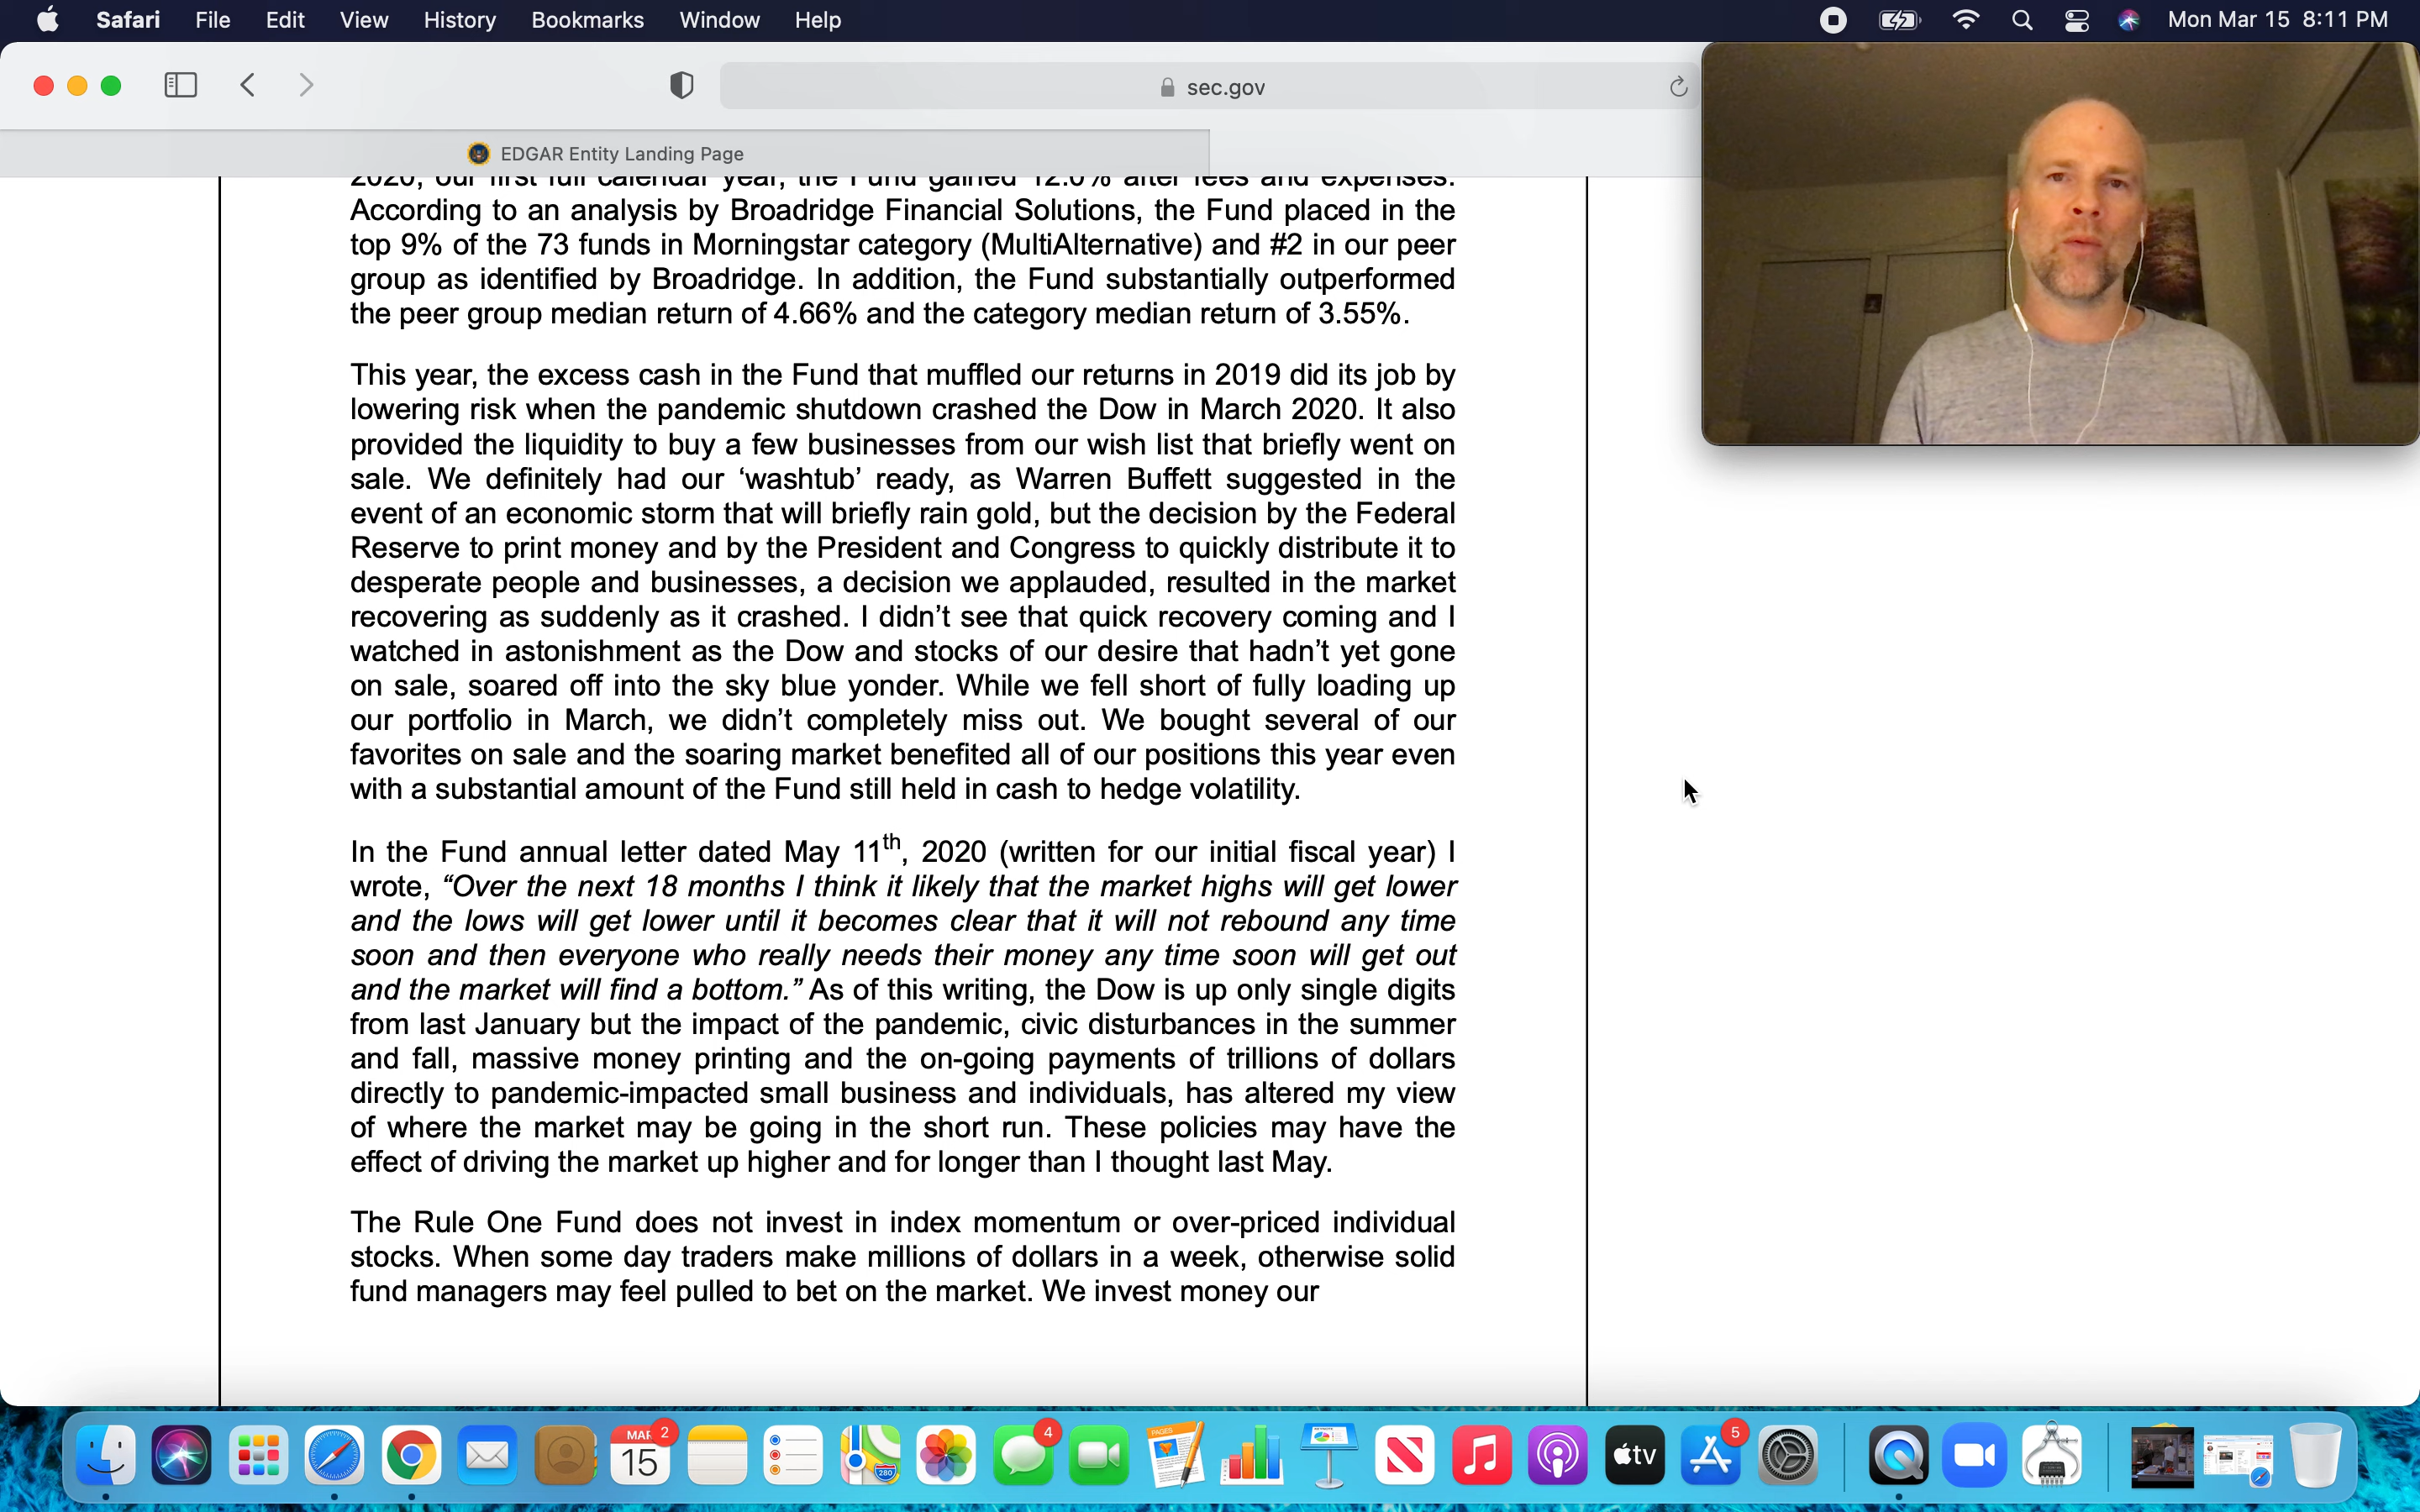 Safari File Edit View History Bookmarks Window Help Mon Mar 15 8:11 PM
sec.gov
EDGAR Entity Landing Page
2020, our first full calendar year, the Fund gained 12.0% after fees and expenses.
According to an analysis by Broadridge Financial Solutions, the Fund placed in the
top 9% of the 73 funds in Morningstar category (MultiAlternative) and #2 in our peer
group as identified by Broadridge. In addition, the Fund substantially outperformed
the peer group median return of 4.66% and the category median return of 3.55%.
This year, the excess cash in the Fund that muffled our returns in 2019 did its job by
lowering risk when the pandemic shutdown crashed the Dow in March 2020. It also
provided the liquidity to buy a few businesses from our wish list that briefly went on
sale. We definitely had our ‘washtub’ ready, as Warren Buffett suggested in the
event of an economic storm that will briefly rain gold, but the decision by the Federal
Reserve to print money and by the President and Congress to quickly distribute it to
desperate people and businesses, a decision we applauded, resulted in the market
recovering as suddenly as it crashed. I didn’t see that quick recovery coming and I
watched in astonishment as the Dow and stocks of our desire that hadn’t yet gone
on sale, soared off into the sky blue yonder. While we fell short of fully loading up
our portfolio in March, we didn’t completely miss out. We bought several of our
favorites on sale and the soaring market benefited all of our positions this year even
with a substantial amount of the Fund still held in cash to hedge volatility.
In the Fund annual letter dated May 11th, 2020 (written for our initial fiscal year) I
wrote, “Over the next 18 months I think it likely that the market highs will get lower
and the lows will get lower until it becomes clear that it will not rebound any time
soon and then everyone who really needs their money any time soon will get out
and the market will find a bottom.” As of this writing, the Dow is up only single digits
from last January but the impact of the pandemic, civic disturbances in the summer
and fall, massive money printing and the on-going payments of trillions of dollars
directly to pandemic-impacted small business and individuals, has altered my view
of where the market may be going in the short run. These policies may have the
effect of driving the market up higher and for longer than I thought last May.
The Rule One Fund does not invest in index momentum or over-priced individual
stocks. When some day traders make millions of dollars in a week, otherwise solid
fund managers may feel pulled to bet on the market. We invest money our
MAR 2
15
280
4
PAGES
tv
5